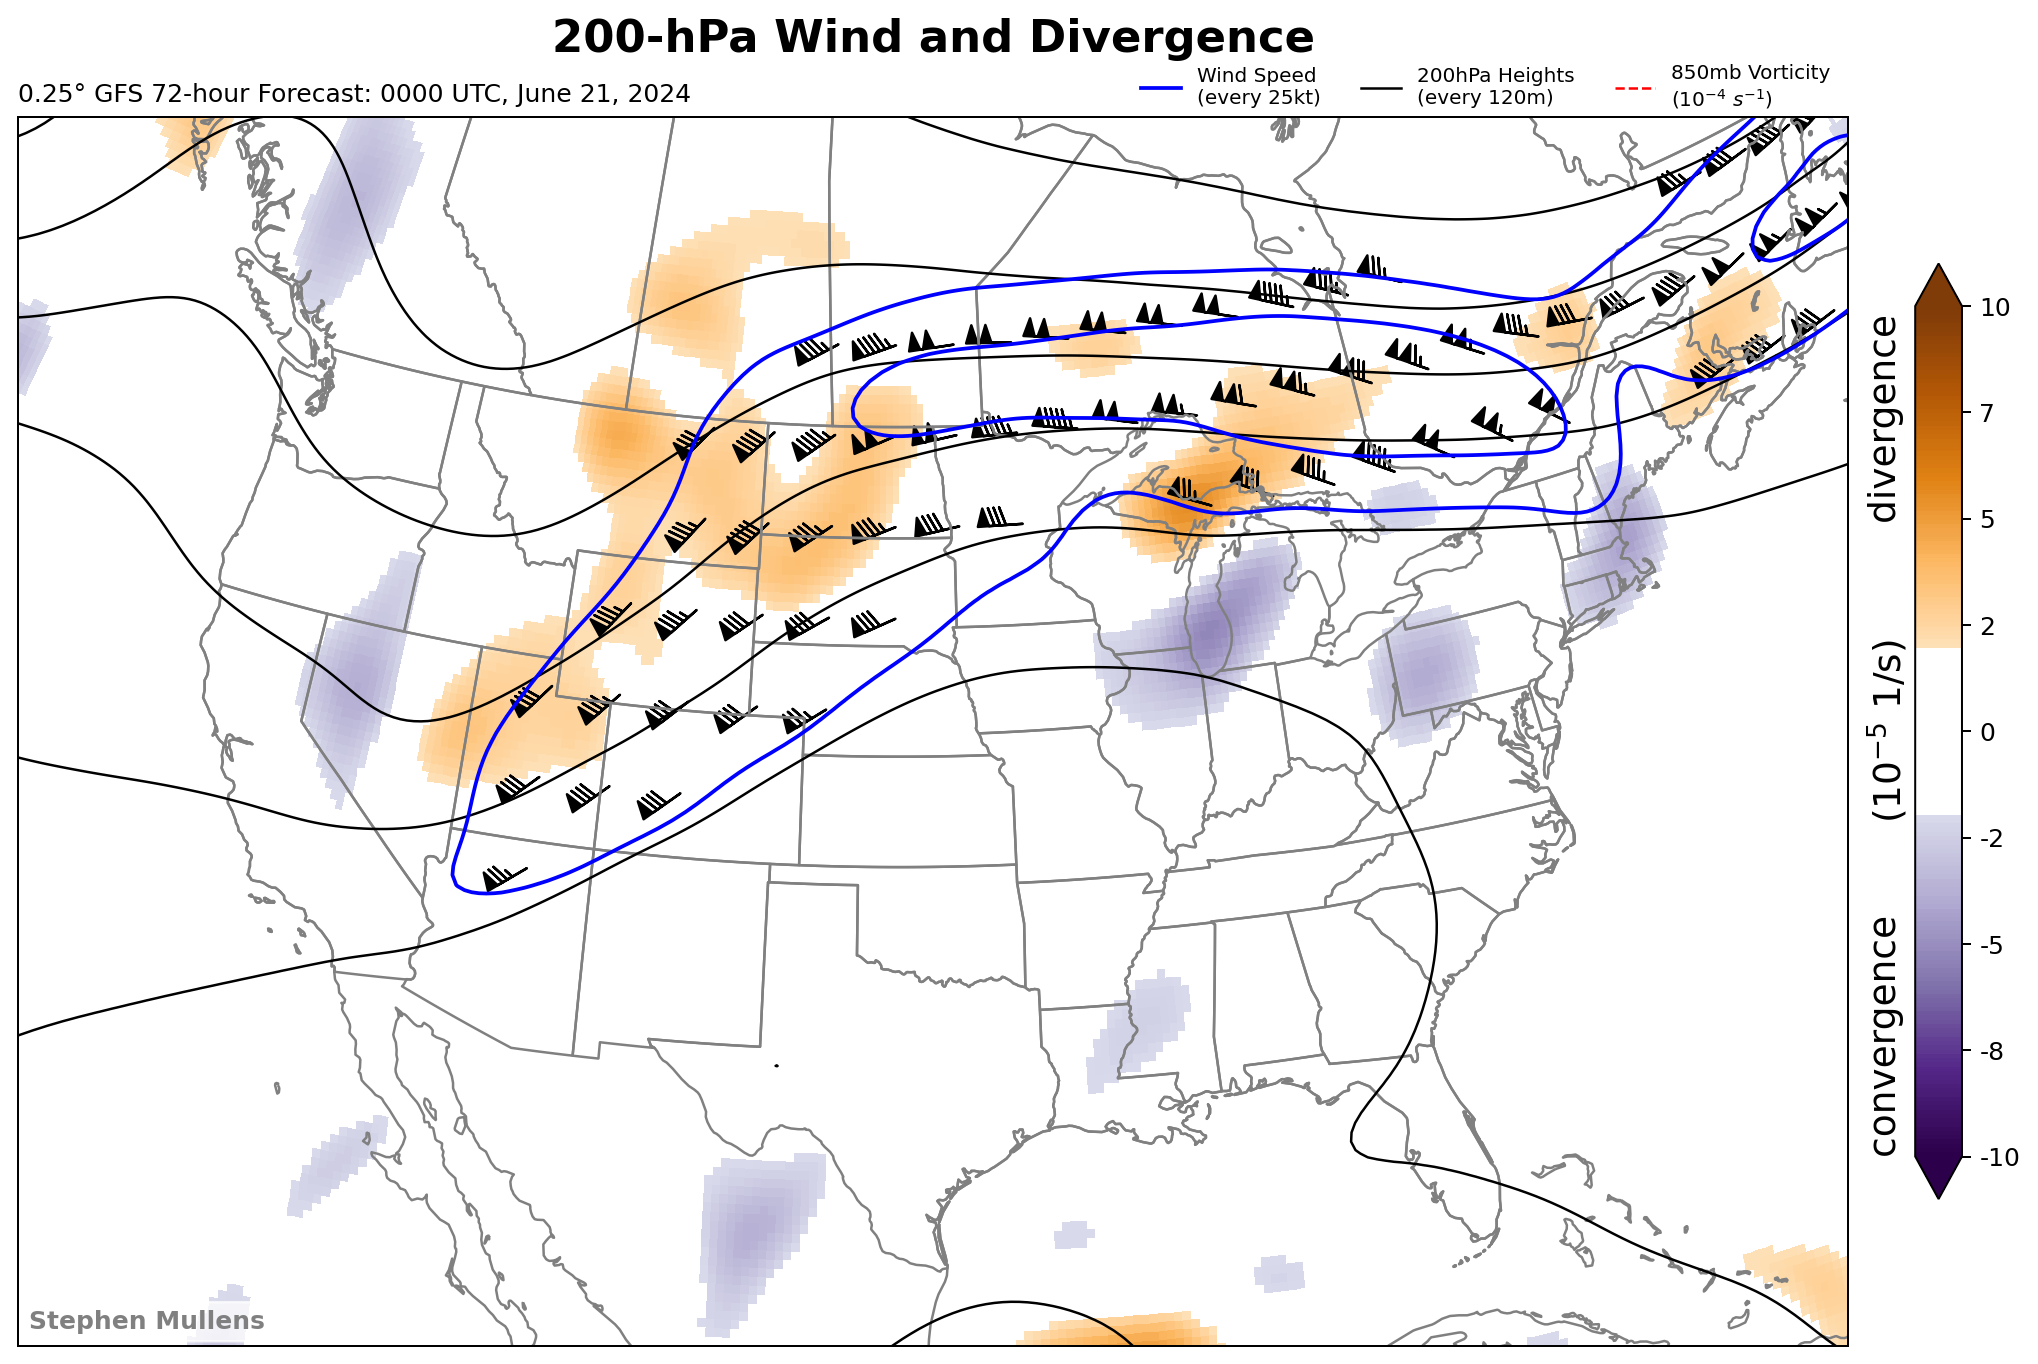 200-hPa Wind and Divergence
0.25° GFS 72-hour Forecast: 0000 UTC, June 21, 2024
Wind Speed
(every 25kt)
200hPa Heights
(every 120m)
850mb Vorticity
(10⁻⁴ s⁻¹)
10
7
5
2
0
-2
-5
-8
-10
convergence (10⁻⁵ 1/s) divergence
Stephen Mullens